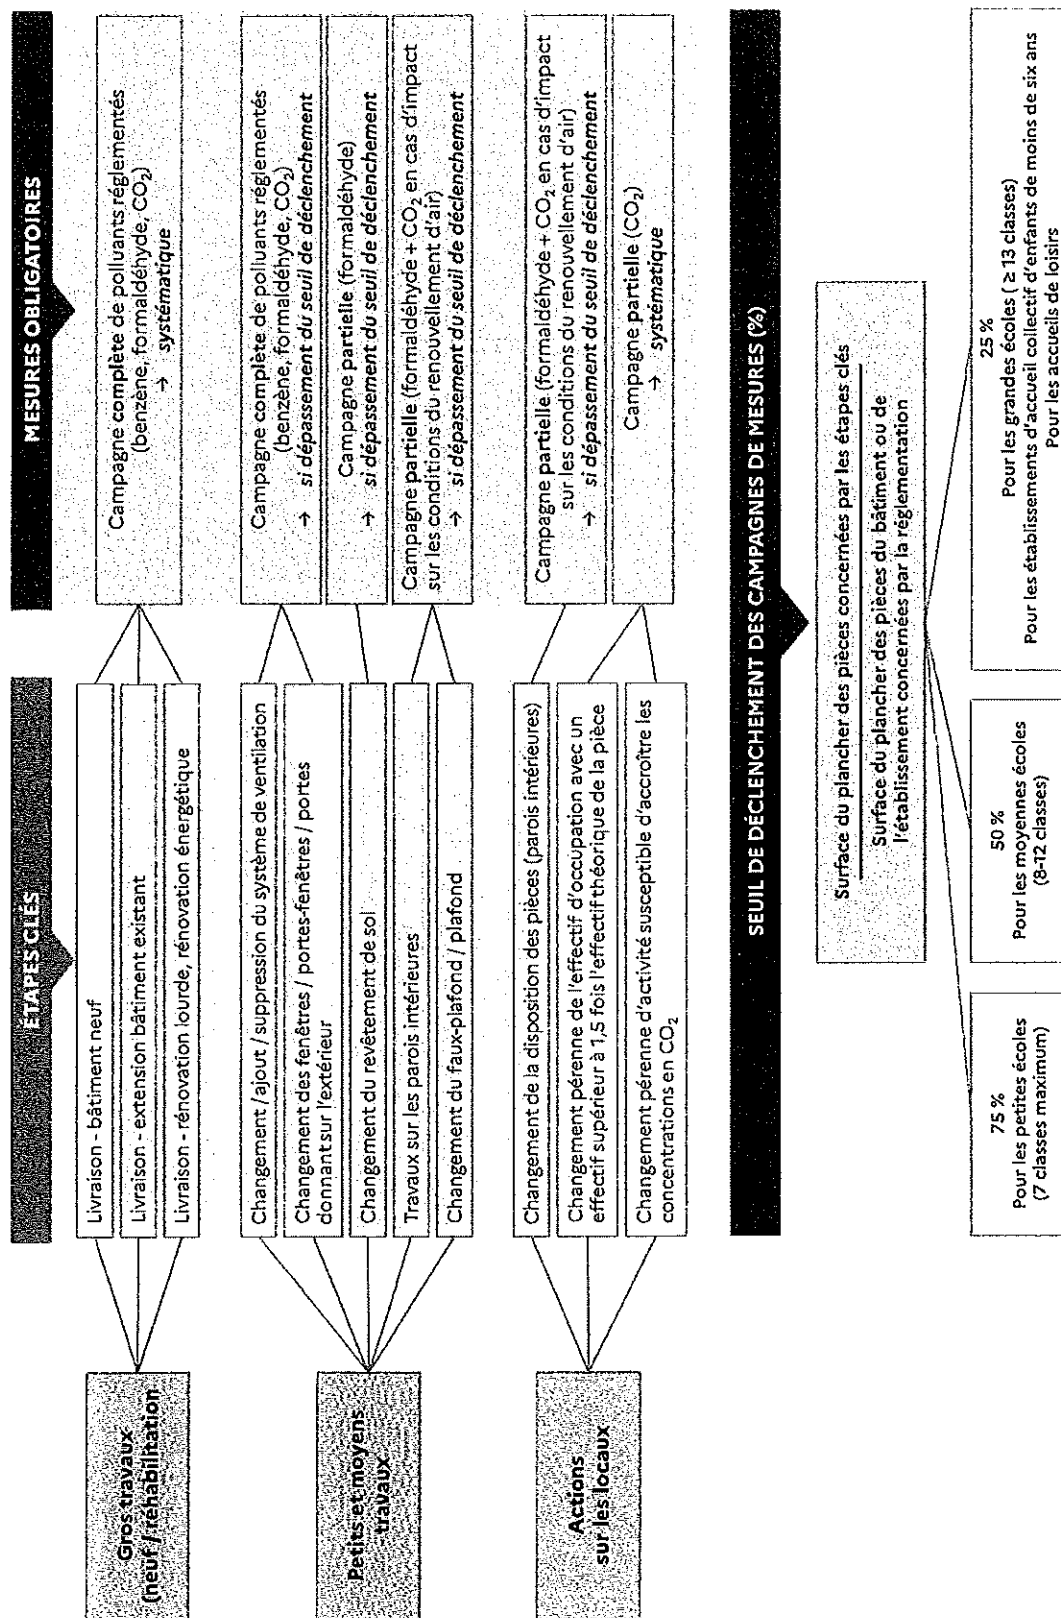 ÉTAPES CLÉS
MESURES OBLIGATOIRES
Gros travaux
(neuf / réhabilitation
Livraison - bâtiment neuf
Livraison - extension bâtiment existant
Livraison - rénovation lourde, rénovation énergétique
Campagne complète de polluants réglementés
(benzène, formaldéhyde, CO₂)
→ systématique
Petits et moyens
travaux
Changement / ajout / suppression du système de ventilation
Changement des fenêtres / portes-fenêtres / portes
donnant sur l'extérieur
Changement du revêtement de sol
Travaux sur les parois intérieures
Changement du faux-plafond / plafond
Campagne complète de polluants réglementés
(benzène, formaldéhyde, CO₂)
→ si dépassement du seuil de déclenchement
Campagne partielle (formaldéhyde)
→ si dépassement du seuil de déclenchement
Campagne partielle (formaldéhyde + CO₂ en cas d'impact
sur les conditions du renouvellement d'air)
→ si dépassement du seuil de déclenchement
Actions
sur les locaux
Changement de la disposition des pièces (parois intérieures)
Changement pérenne de l'effectif d'occupation avec un
effectif supérieur à 1,5 fois l'effectif théorique de la pièce
Changement pérenne d'activité susceptible d'accroître les
concentrations en CO₂
Campagne partielle (formaldéhyde + CO₂ en cas d'impact
sur les conditions du renouvellement d'air)
→ si dépassement du seuil de déclenchement
Campagne partielle (CO₂)
→ systématique
SEUIL DE DÉCLENCHEMENT DES CAMPAGNES DE MESURES (%)
Surface du plancher des pièces concernées par les étapes clés
Surface du plancher des pièces du bâtiment ou de
l'établissement concernées par la réglementation
75 %
Pour les petites écoles
(7 classes maximum)
50 %
Pour les moyennes écoles
(8-12 classes)
25 %
Pour les grandes écoles ( ≥ 13 classes)
Pour les établissements d'accueil collectif d'enfants de moins de six ans
Pour les accueils de loisirs